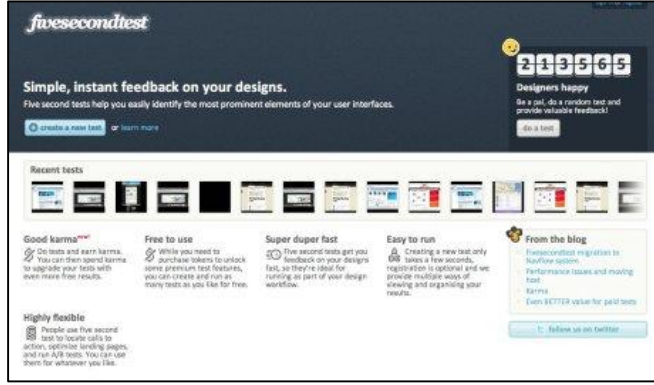 fivesecondtest
Simple, instant feedback on your designs.
Five second tests help you easily identify the most prominent elements of your user interfaces.
create a new test or learn more
213565
Designers happy
Be a pal, do a random test and
provide valuable feedback!
do a test
Recent tests
Good karma new!
Do tests and earn karma.
You can then spend karma
to upgrade your tests with
even more free results.
Free to use
While you need to
purchase tokens to unlock
some premium test features,
you can create and run as
many tests as you like for free.
Super duper fast
Five second tests get you
feedback on your designs
fast, so they're ideal for
running as part of your design
workflow.
Easy to run
Creating a new test only
takes a few seconds,
registration is optional and we
provide multiple ways of
viewing and organising your
results.
From the blog
Fivesecondtest migration to
Navflow system
Performance issues and moving
host
Karma
Even BETTER value for paid tests
follow us on twitter
Highly flexible
People use five second
test to locate calls to
action, optimize landing pages,
and run A/B tests. You can use
them for whatever you like.